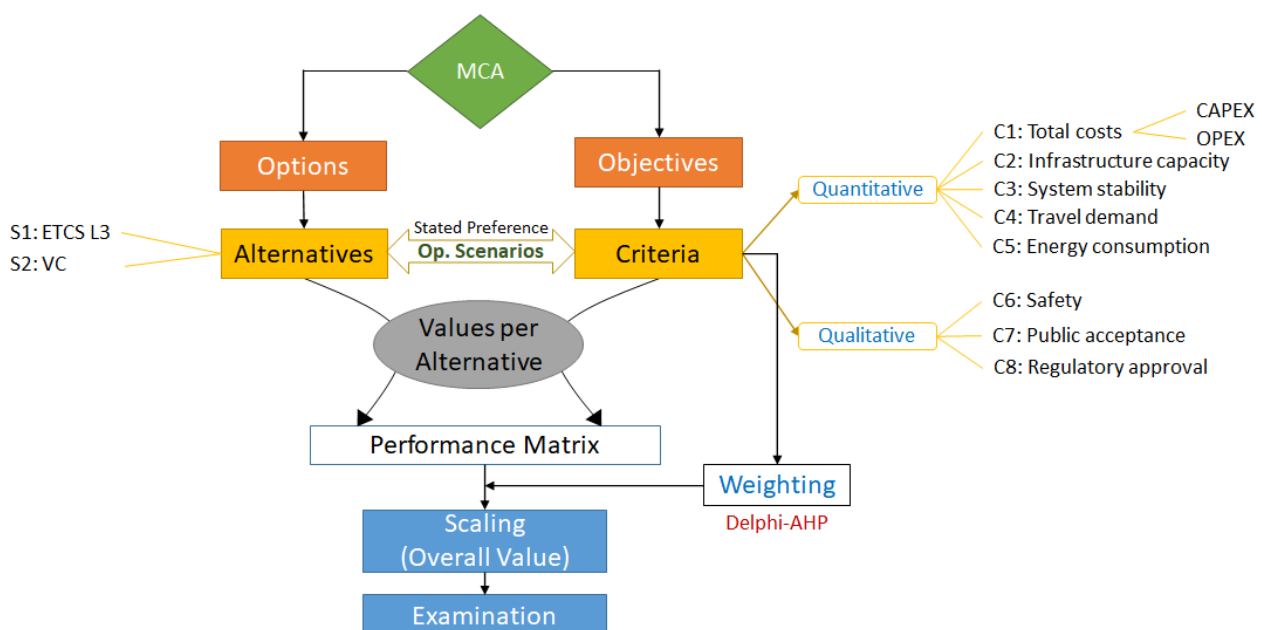 MCA
Options
Objectives
S1: ETCS L3
S2: VC
Alternatives
Stated Preference
Op. Scenarios
Criteria
Quantitative
C1: Total costs
CAPEX
OPEX
C2: Infrastructure capacity
C3: System stability
C4: Travel demand
C5: Energy consumption
Qualitative
C6: Safety
C7: Public acceptance
C8: Regulatory approval
Values per
Alternative
Performance Matrix
Weighting
Delphi-AHP
Scaling
(Overall Value)
Examination